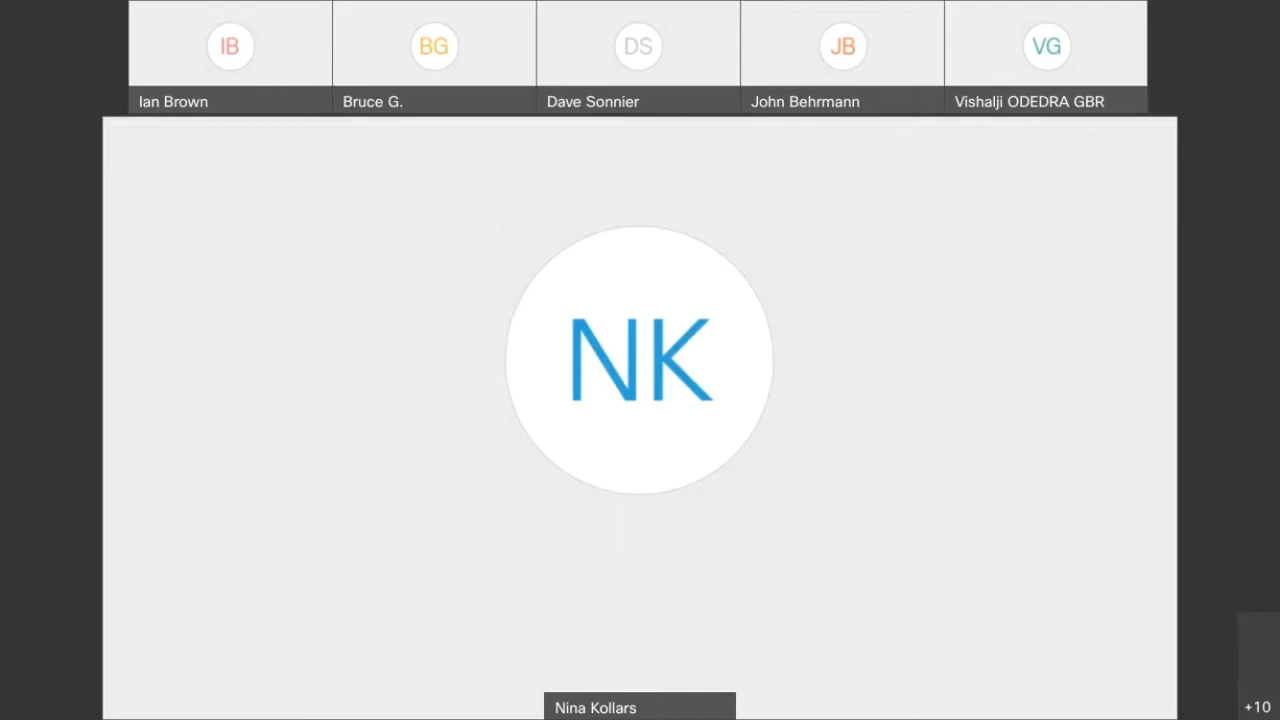 IB
BG
DS
JB
VG
Ian Brown
Bruce G.
Dave Sonnier
John Behrmann
Vishalji ODEDRA GBR
NK
Nina Kollars
+10